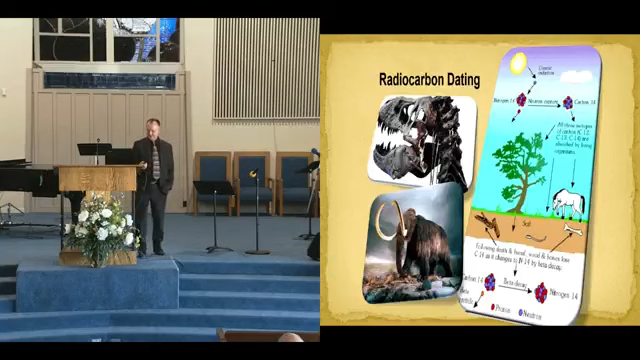 Radiocarbon Dating
Cosmic
radiation
Nitrogen 14
Neutron capture
Carbon 14
All three isotopes
of carbon (C-12,
C-13, C-14) are
absorbed by living
organisms.
Soil
Following death & burial, wood & bones lose
C-14 as it changes to N-14 by beta decay.
Carbon 14
Beta decay
Nitrogen 14
Beta
Proton
Neutron